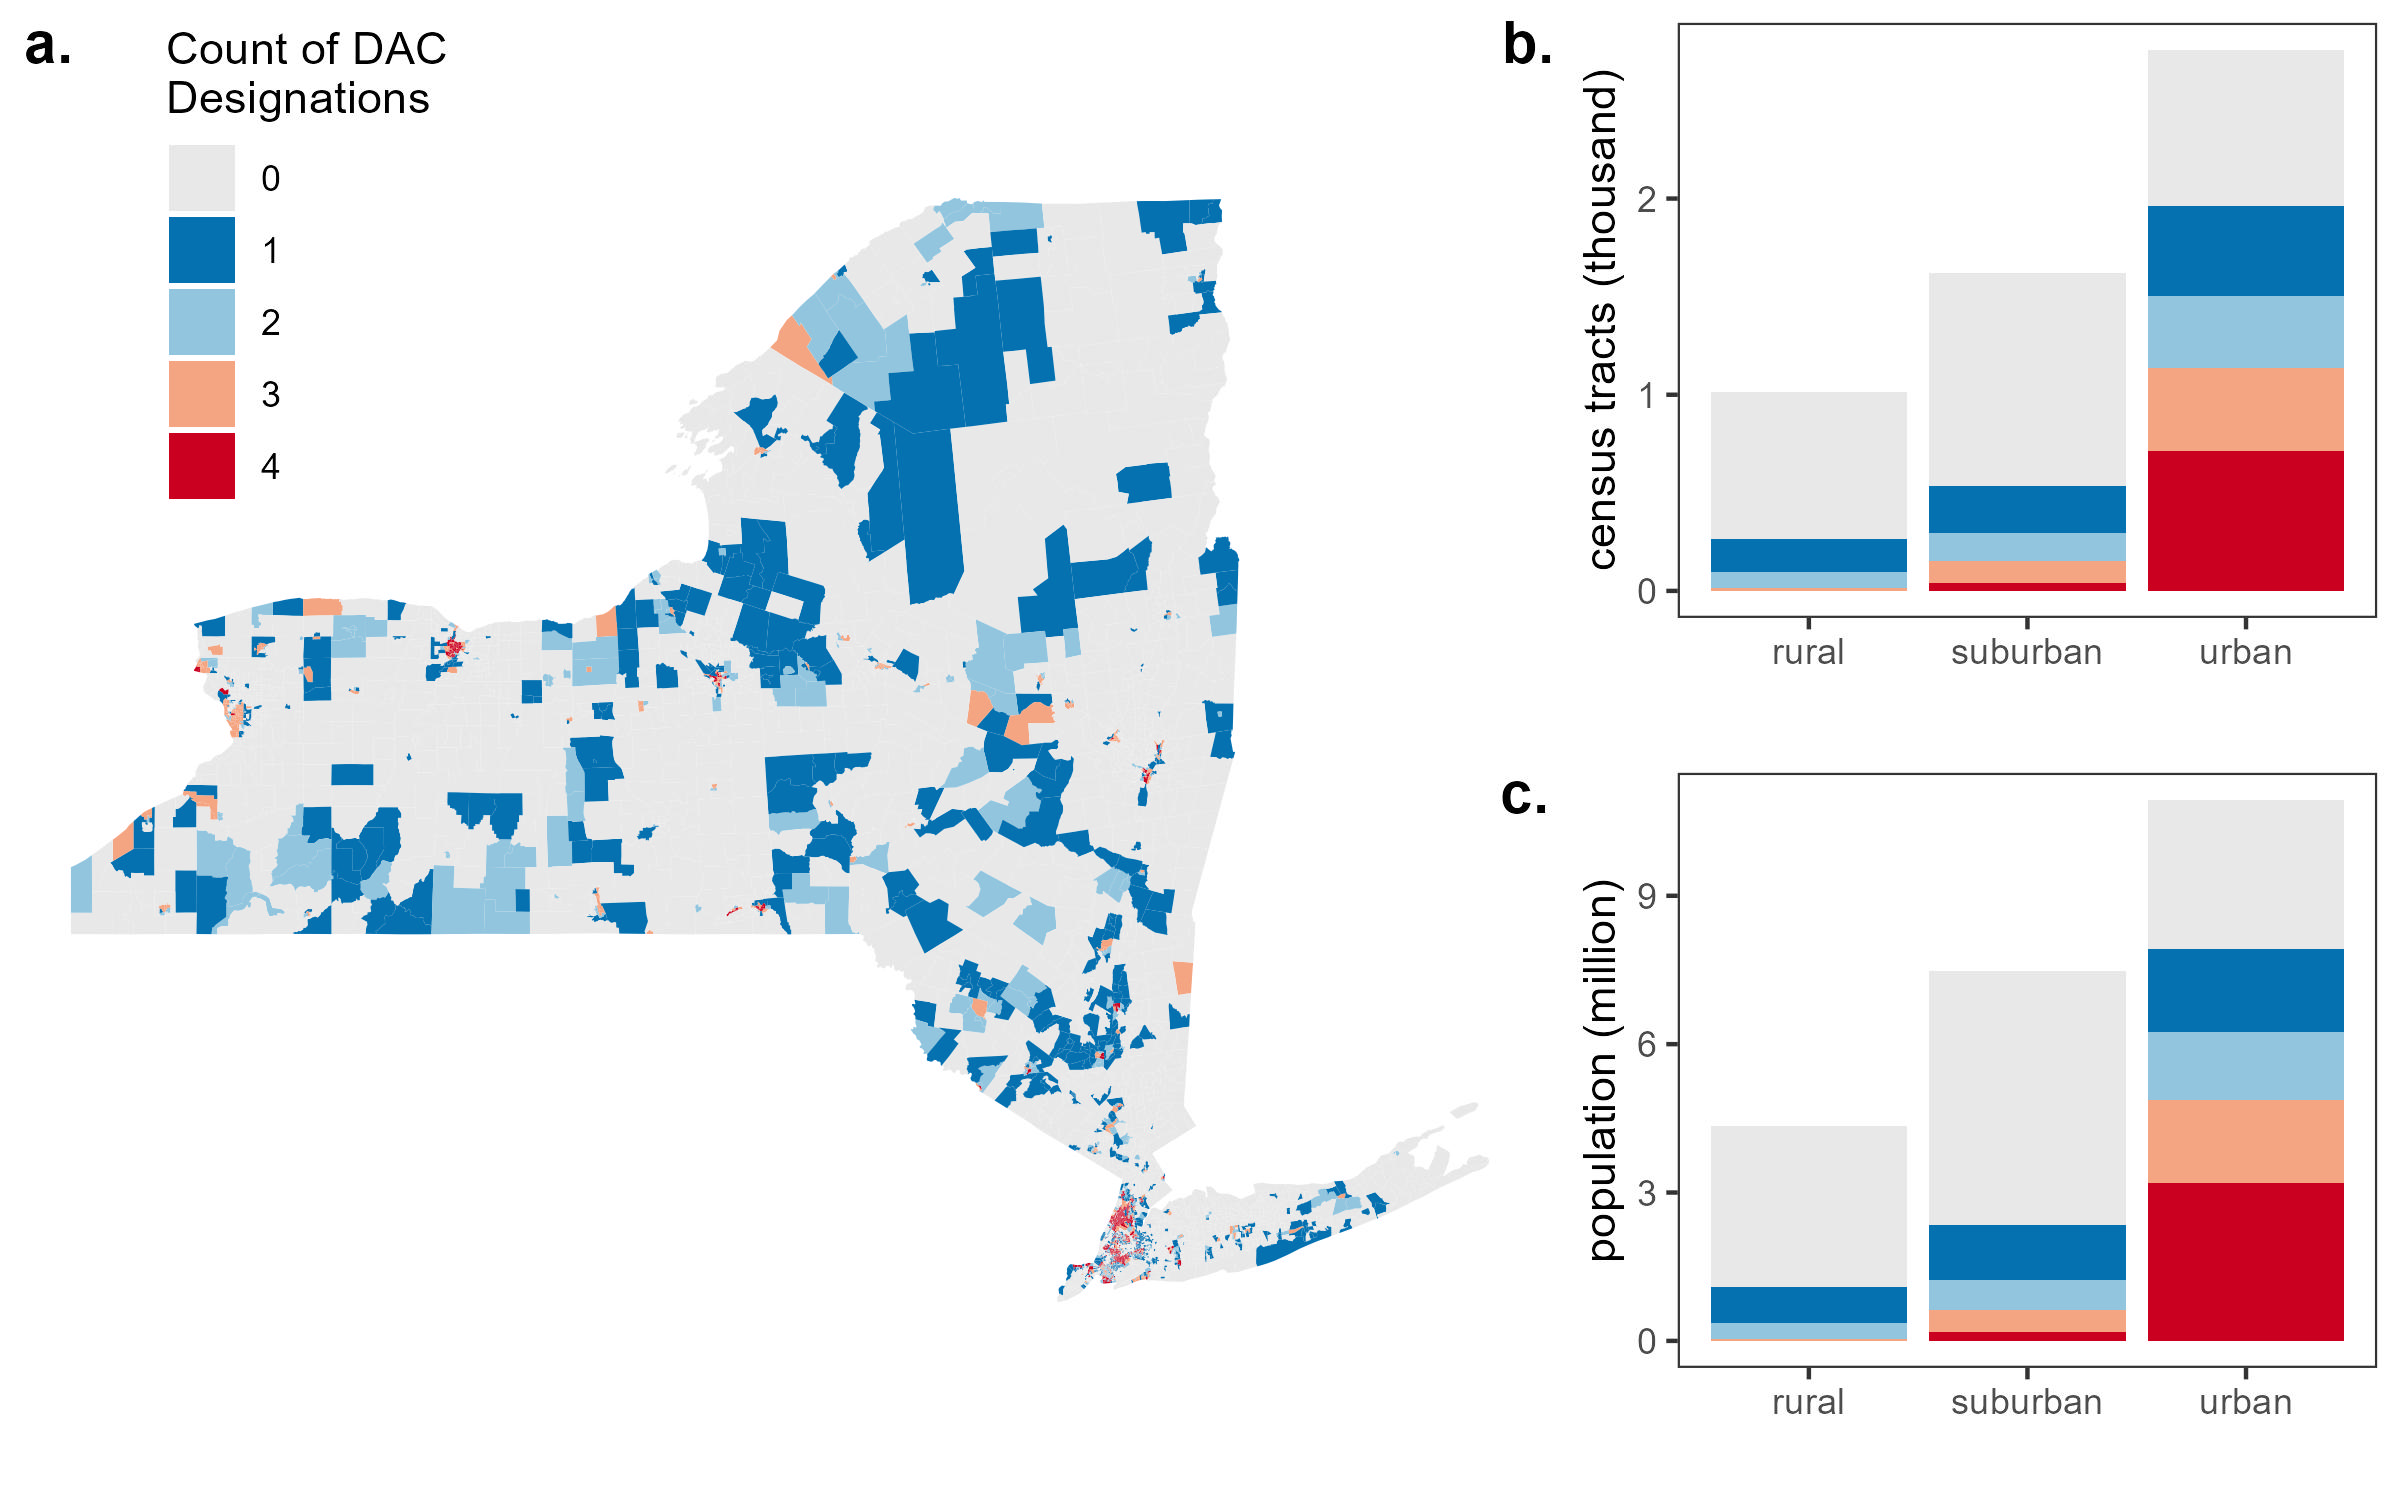 a.
Count of DAC
Designations
0
1
2
3
4
b.
census tracts (thousand)
2
1
0
rural suburban urban
c.
population (million)
9
6
3
0
rural suburban urban